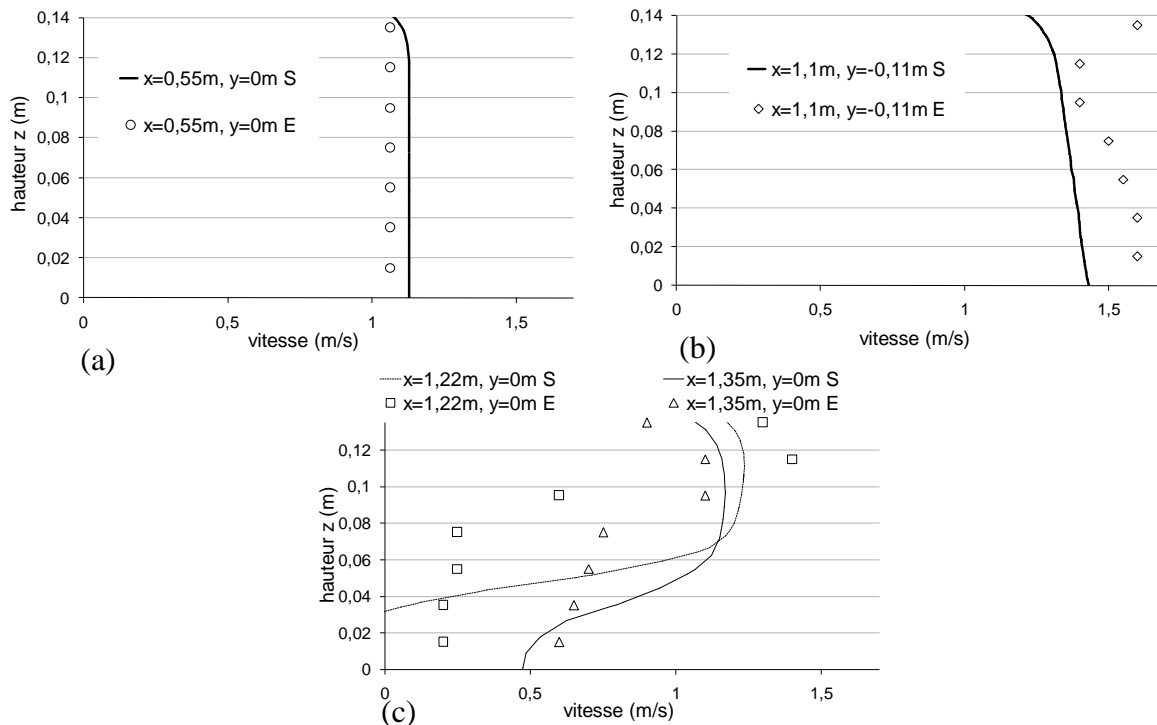 0,14
0,12
0,1
0,08
0,06
0,04
0,02
0
hauteur z (m)
x=0,55m, y=0m S
x=0,55m, y=0m E
0 0,5 1 1,5
vitesse (m/s)
(a)
0,14
0,12
0,1
0,08
0,06
0,04
0,02
0
hauteur z (m)
x=1,1m, y=-0,11m S
x=1,1m, y=-0,11m E
0 0,5 1 1,5
vitesse (m/s)
(b)
x=1,22m, y=0m S x=1,35m, y=0m S
x=1,22m, y=0m E x=1,35m, y=0m E
0,12
0,1
0,08
0,06
0,04
0,02
0
hauteur z (m)
0 0,5 1 1,5
vitesse (m/s)
(c)